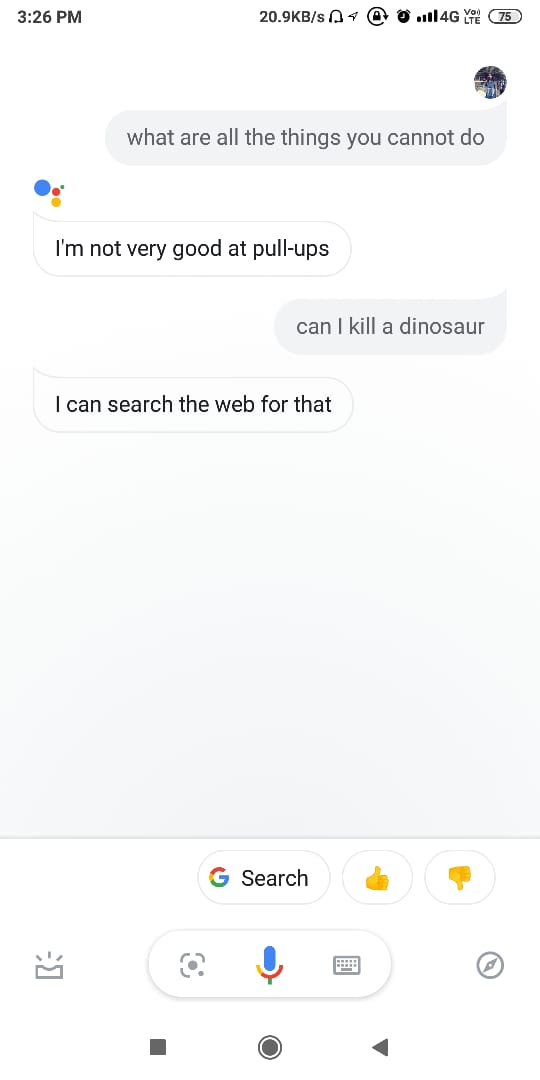 3:26 PM 20.9KB/s 4G Vo) LTE 75
what are all the things you cannot do
I'm not very good at pull-ups
can I kill a dinosaur
I can search the web for that
G Search